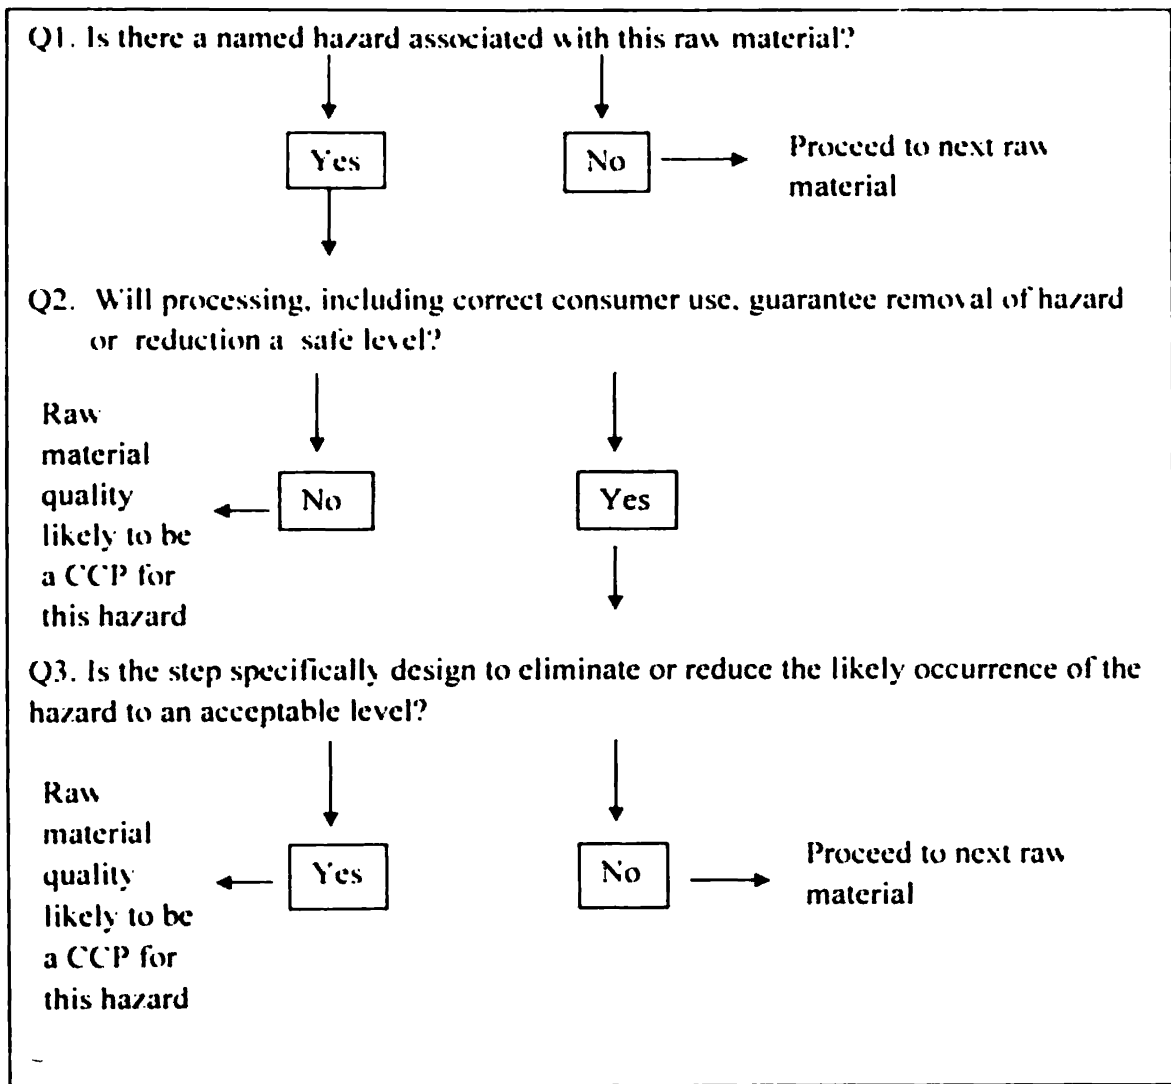 Q1. Is there a named hazard associated with this raw material?
Yes
No
Proceed to next raw
material
Q2. Will processing, including correct consumer use, guarantee removal of hazard
or reduction a safe level?
Raw
material
quality
likely to be
a CCP for
this hazard
No
Yes
Q3. Is the step specifically design to eliminate or reduce the likely occurrence of the
hazard to an acceptable level?
Raw
material
quality
likely to be
a CCP for
this hazard
Yes
No
Proceed to next raw
material